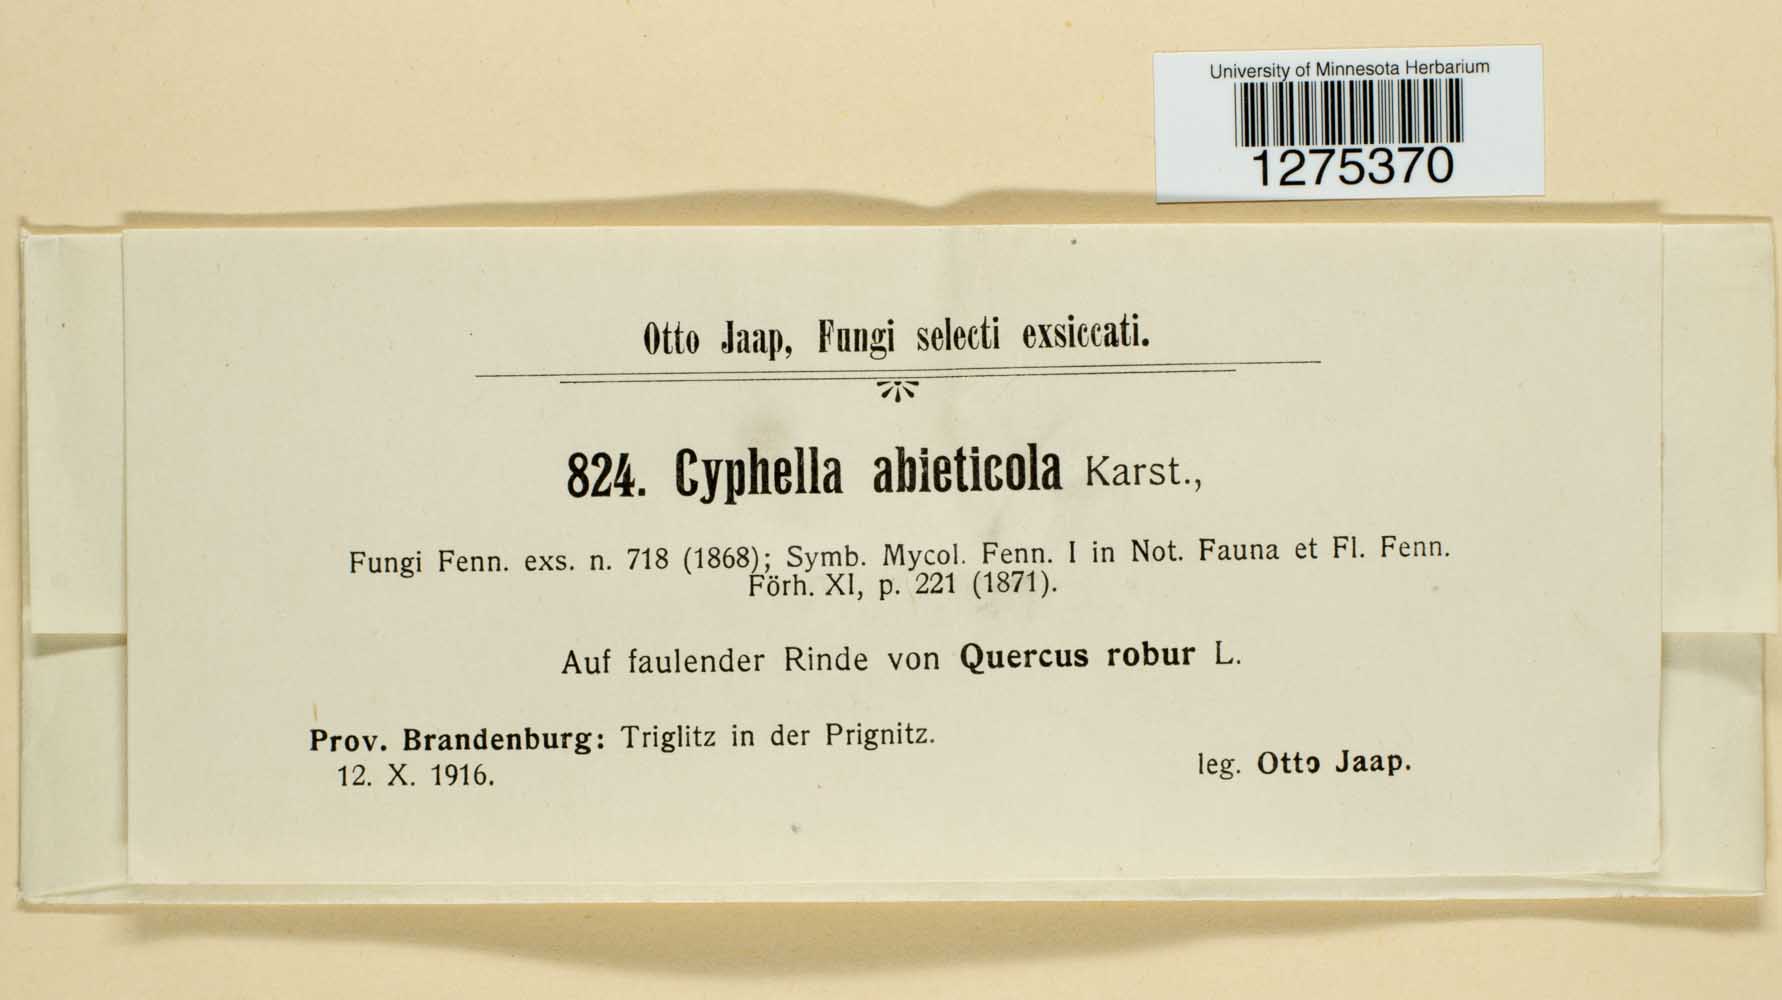 University of Minnesota Herbarium
1275370
Otto Jaap, Fungi selecti exsiccati.
824. Cyphella abieticola Karst.,
Fungi Fenn. exs. n. 718 (1868); Symb. Mycol. Fenn. I in Not. Fauna et Fl. Fenn.
Förh. XI, p. 221 (1871).
Auf faulender Rinde von Quercus robur L.
Prov. Brandenburg: Triglitz in der Prignitz.
12. X. 1916.
leg. Otto Jaap.